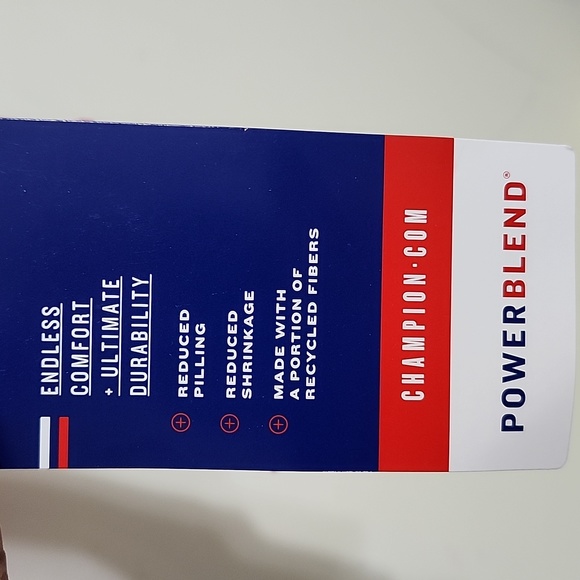 ENDLESS
COMFORT
+ ULTIMATE
DURABILITY
REDUCED
PILLING
REDUCED
SHRINKAGE
MADE WITH
A PORTION OF
RECYCLED FIBERS
CHAMPION·COM
POWERBLEND®